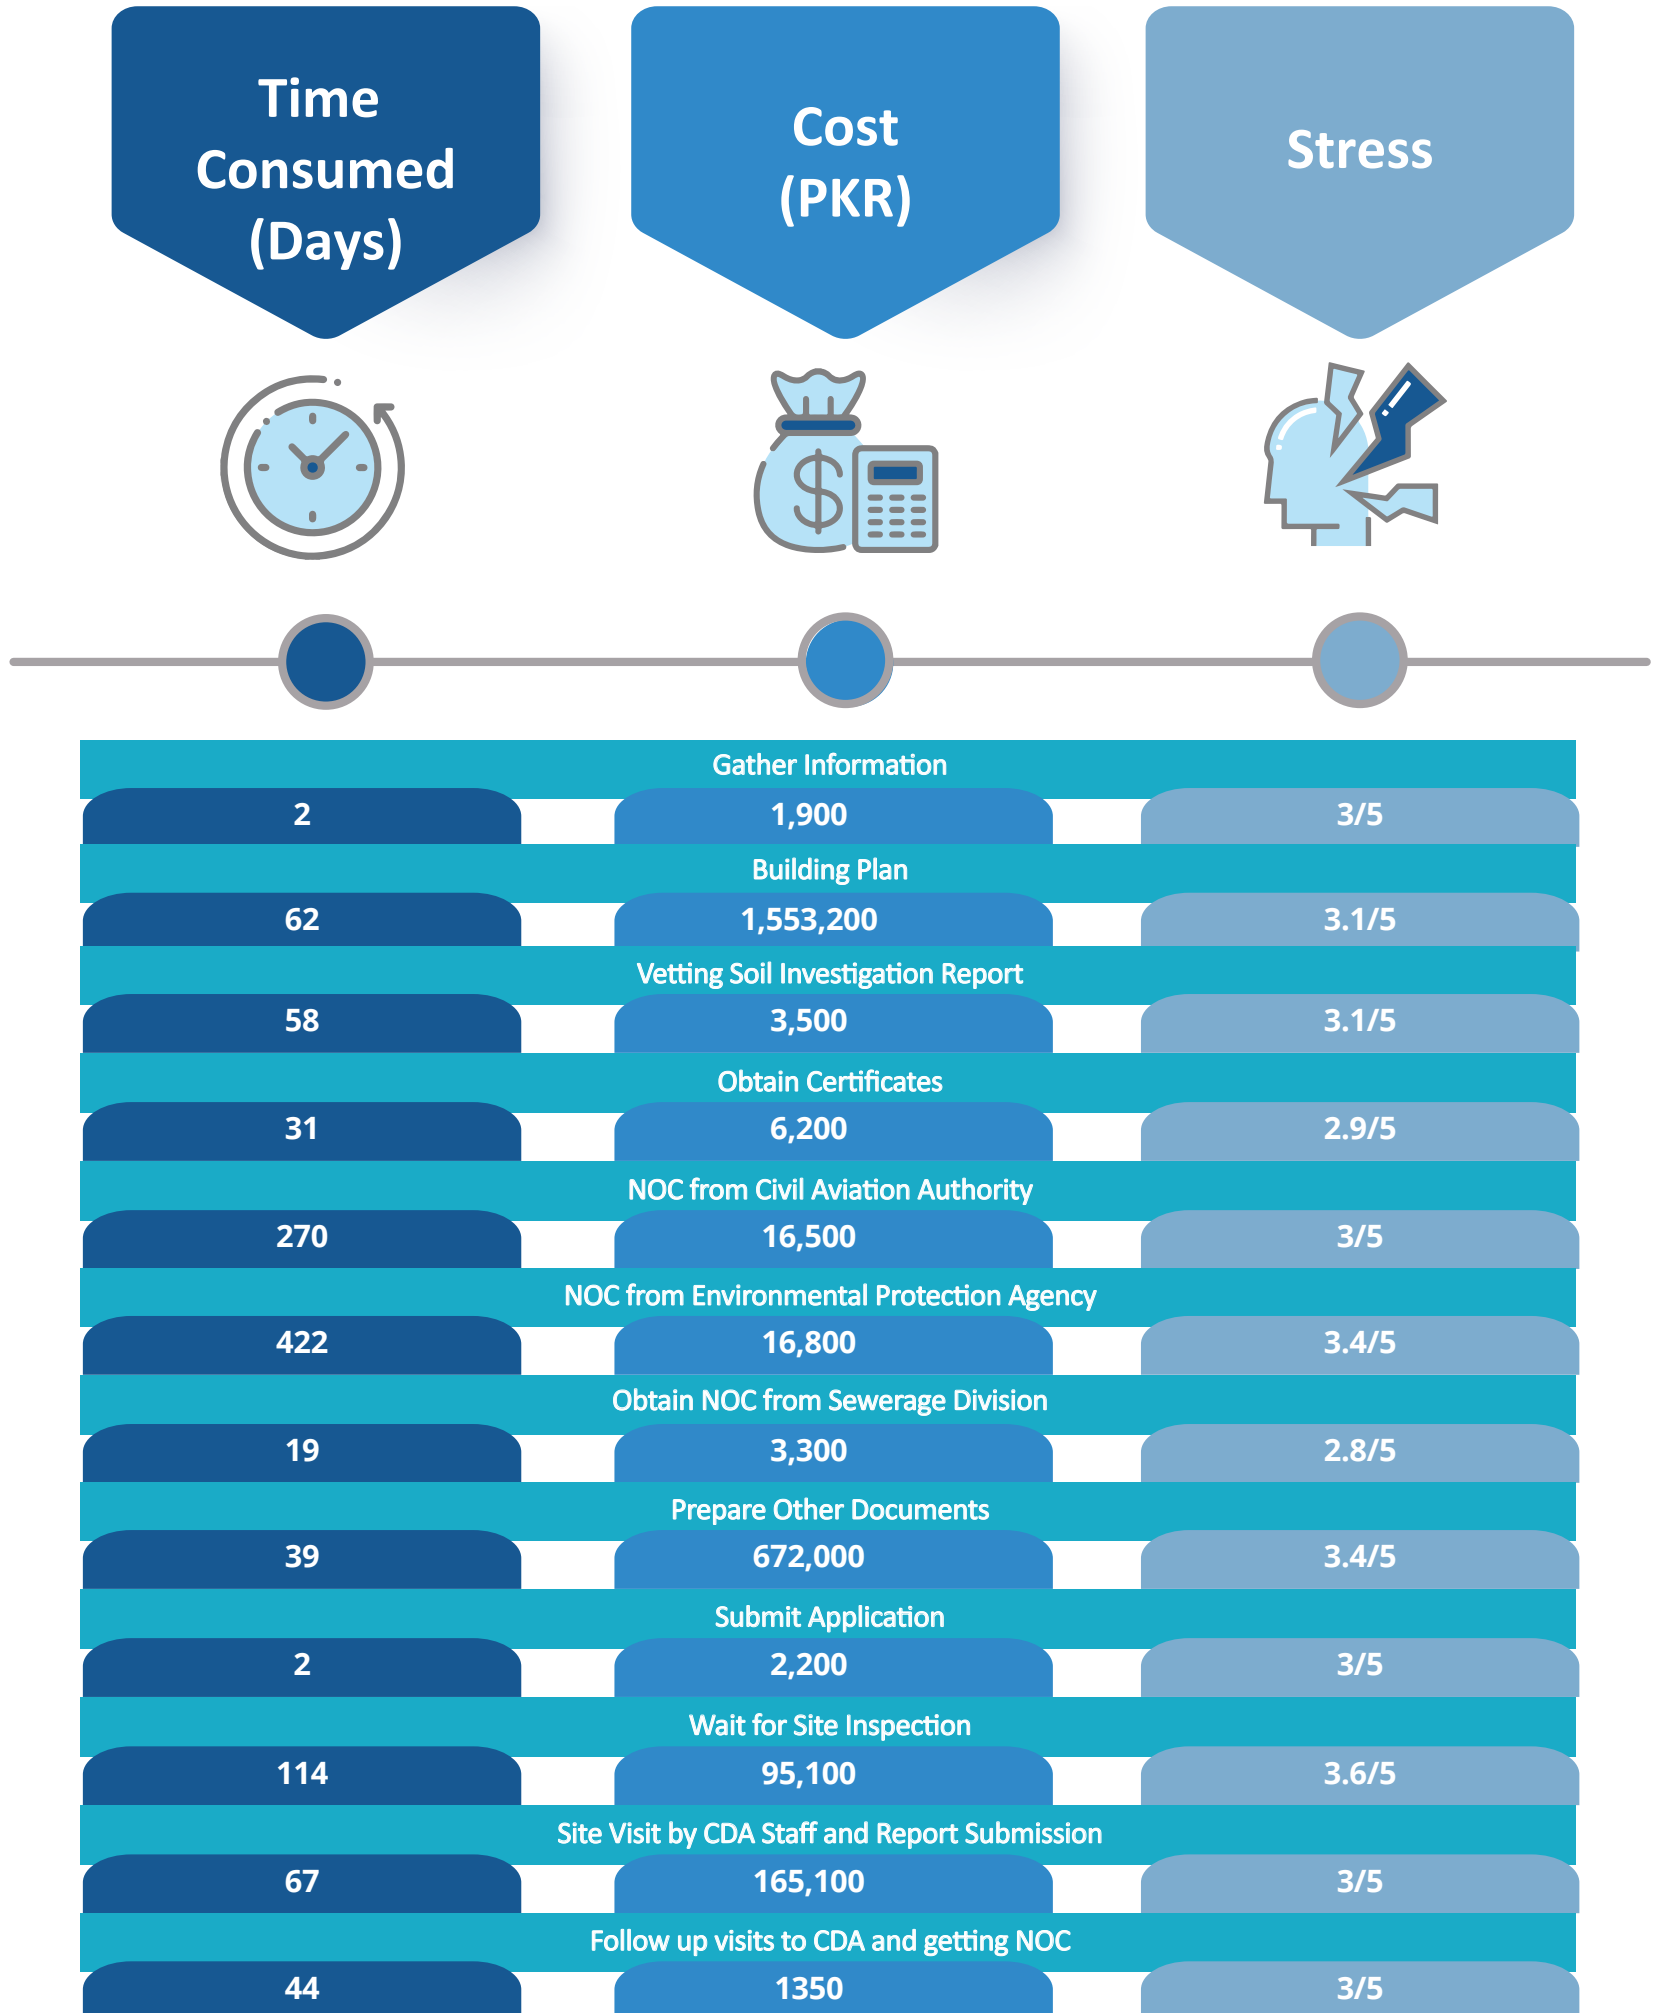 Time
Consumed
(Days)
Cost
(PKR)
Stress
Gather Information
2 1,900 3/5
Building Plan
62 1,553,200 3.1/5
Vetting Soil Investigation Report
58 3,500 3.1/5
Obtain Certificates
31 6,200 2.9/5
NOC from Civil Aviation Authority
270 16,500 3/5
NOC from Environmental Protection Agency
422 16,800 3.4/5
Obtain NOC from Sewerage Division
19 3,300 2.8/5
Prepare Other Documents
39 672,000 3.4/5
Submit Application
2 2,200 3/5
Wait for Site Inspection
114 95,100 3.6/5
Site Visit by CDA Staff and Report Submission
67 165,100 3/5
Follow up visits to CDA and getting NOC
44 1350 3/5